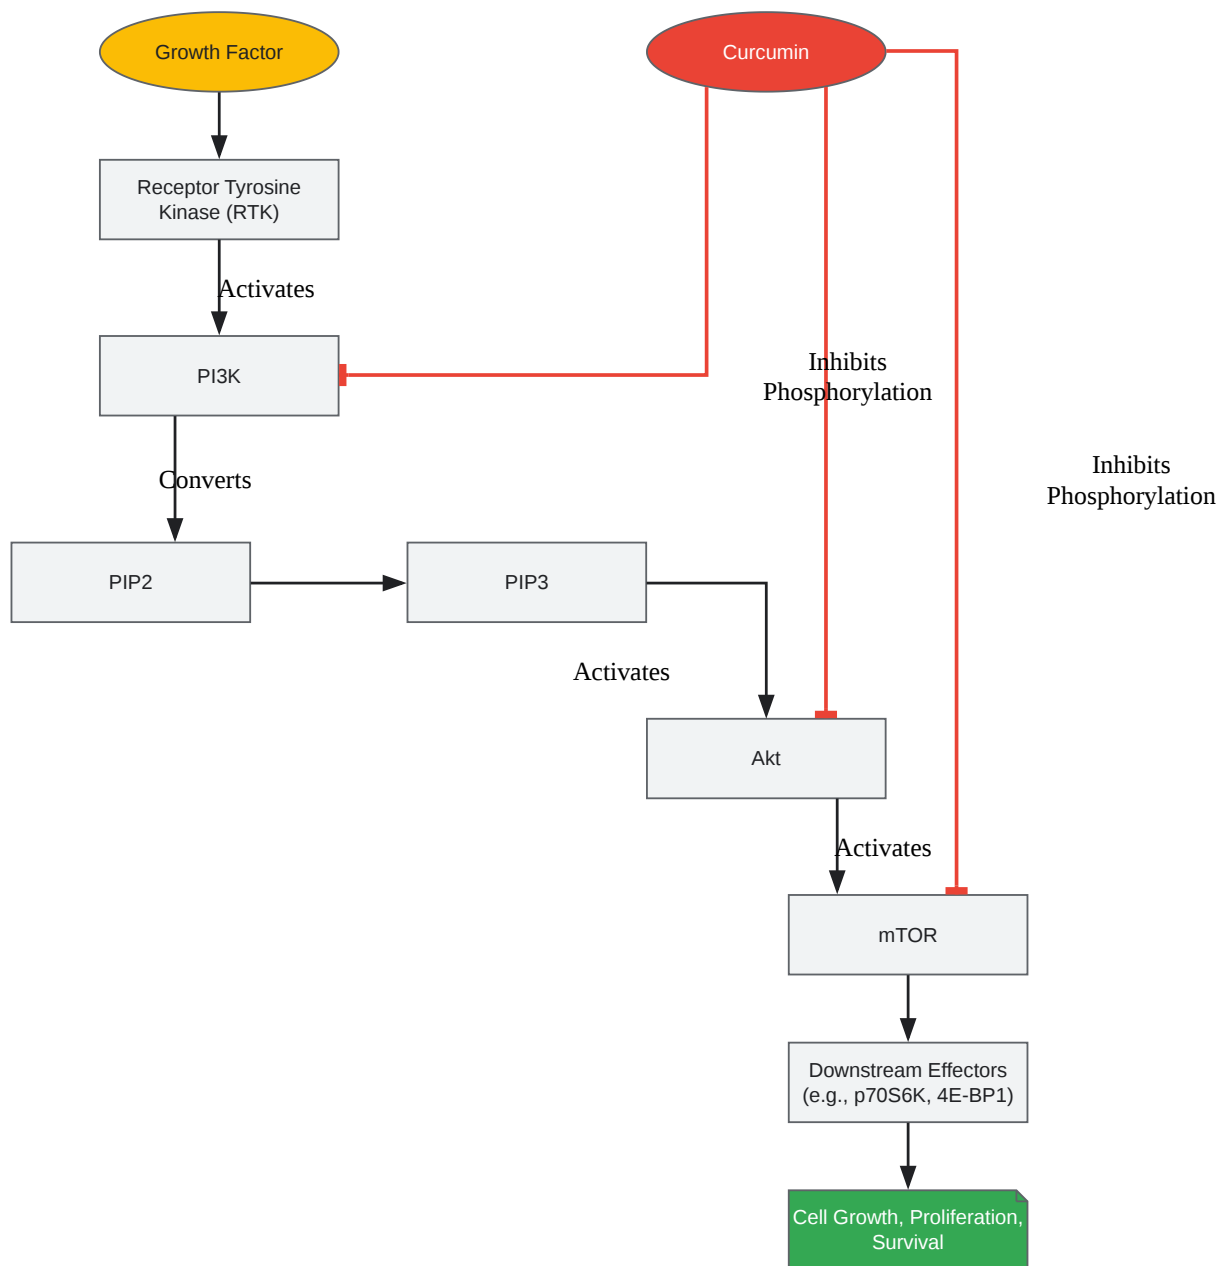 Growth Factor
Curcumin
Receptor Tyrosine
Kinase (RTK)
Activates
PI3K
Inhibits
Phosphorylation
Converts
Inhibits
Phosphorylation
PIP2
PIP3
Activates
Akt
Activates
mTOR
Downstream Effectors
(e.g., p70S6K, 4E-BP1)
Cell Growth, Proliferation,
Survival